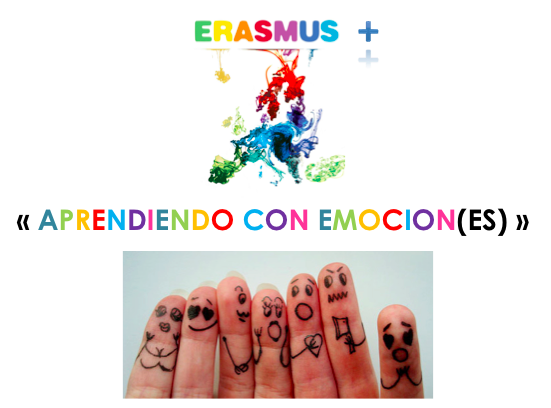 ERASMUS +
« APRENDIENDO CON EMOCION(ES) »